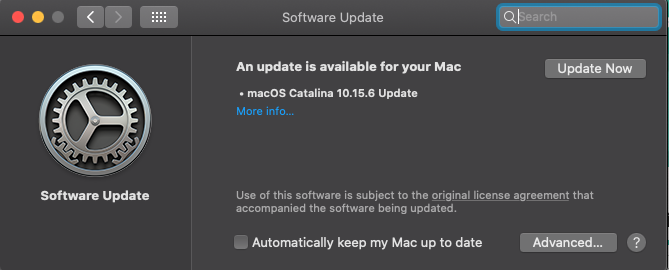 Software Update
Search
An update is available for your Mac
Update Now
• macOS Catalina 10.15.6 Update
More info...
Software Update
Use of this software is subject to the original license agreement that
accompanied the software being updated.
Automatically keep my Mac up to date
Advanced...
?